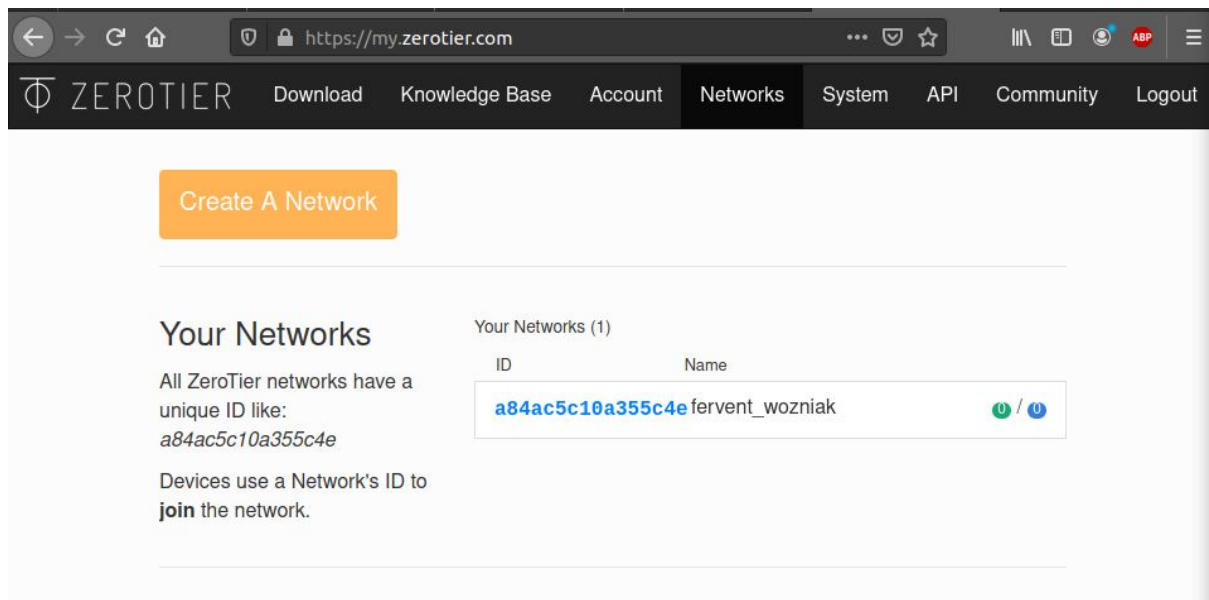 https://my.zerotier.com
ABP
ZEROTIER Download Knowledge Base Account Networks System API Community Logout
Create A Network
Your Networks
All ZeroTier networks have a
unique ID like:
a84ac5c10a355c4e
Devices use a Network's ID to
join the network.
Your Networks (1)
ID Name
a84ac5c10a355c4e fervent_wozniak 0 / 0